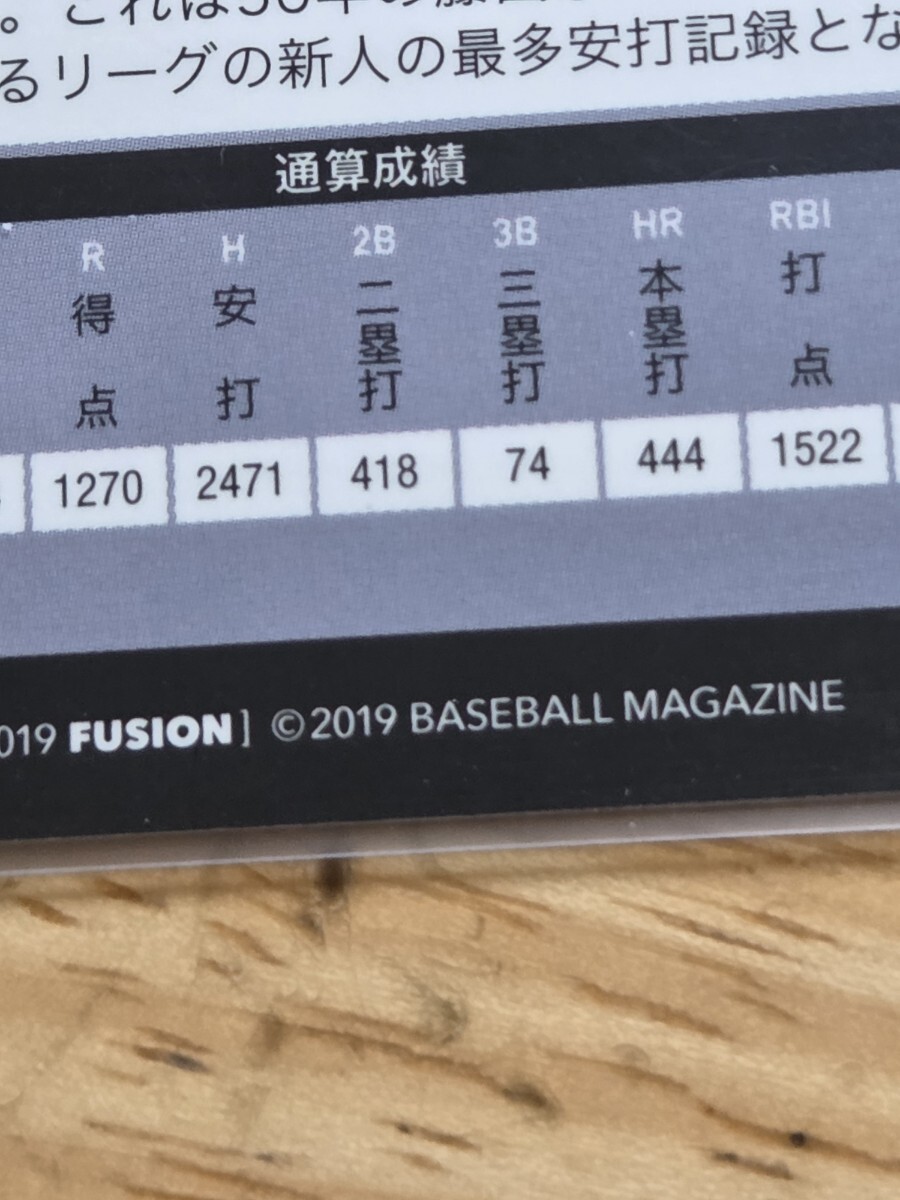 。これは50年の
るリーグの新人の最多安打記録とな
通算成績
R H 2B 3B HR RBI
得点 安打 二塁打 三塁打 本塁打 打点
1270 2471 418 74 444 1522
019 FUSION] ©2019 BASEBALL MAGAZINE